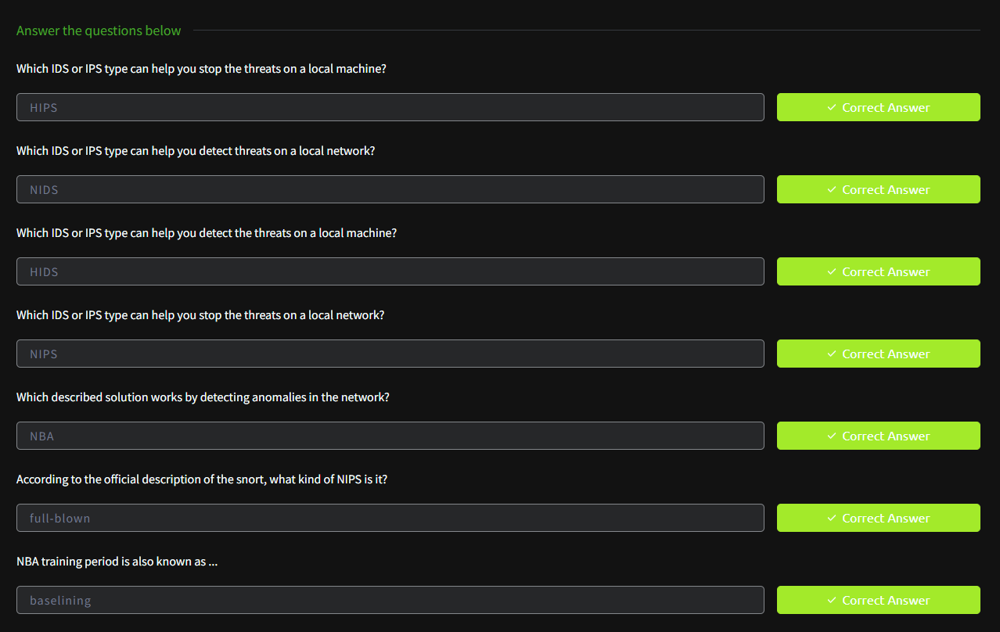 Answer the questions below
Which IDS or IPS type can help you stop the threats on a local machine?
HIPS
✓ Correct Answer
Which IDS or IPS type can help you detect threats on a local network?
NIDS
✓ Correct Answer
Which IDS or IPS type can help you detect the threats on a local machine?
HIDS
✓ Correct Answer
Which IDS or IPS type can help you stop the threats on a local network?
NIPS
✓ Correct Answer
Which described solution works by detecting anomalies in the network?
NBA
✓ Correct Answer
According to the official description of the snort, what kind of NIPS is it?
full-blown
✓ Correct Answer
NBA training period is also known as ...
baselining
✓ Correct Answer